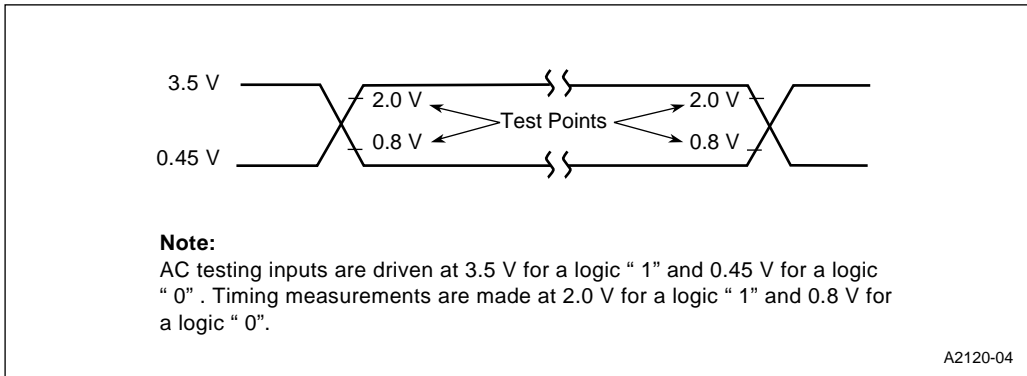 3.5 V
2.0 V
2.0 V
Test Points
0.8 V
0.8 V
0.45 V
Note:
AC testing inputs are driven at 3.5 V for a logic “ 1” and 0.45 V for a logic
“ 0” . Timing measurements are made at 2.0 V for a logic “ 1” and 0.8 V for
a logic “ 0”.
A2120-04